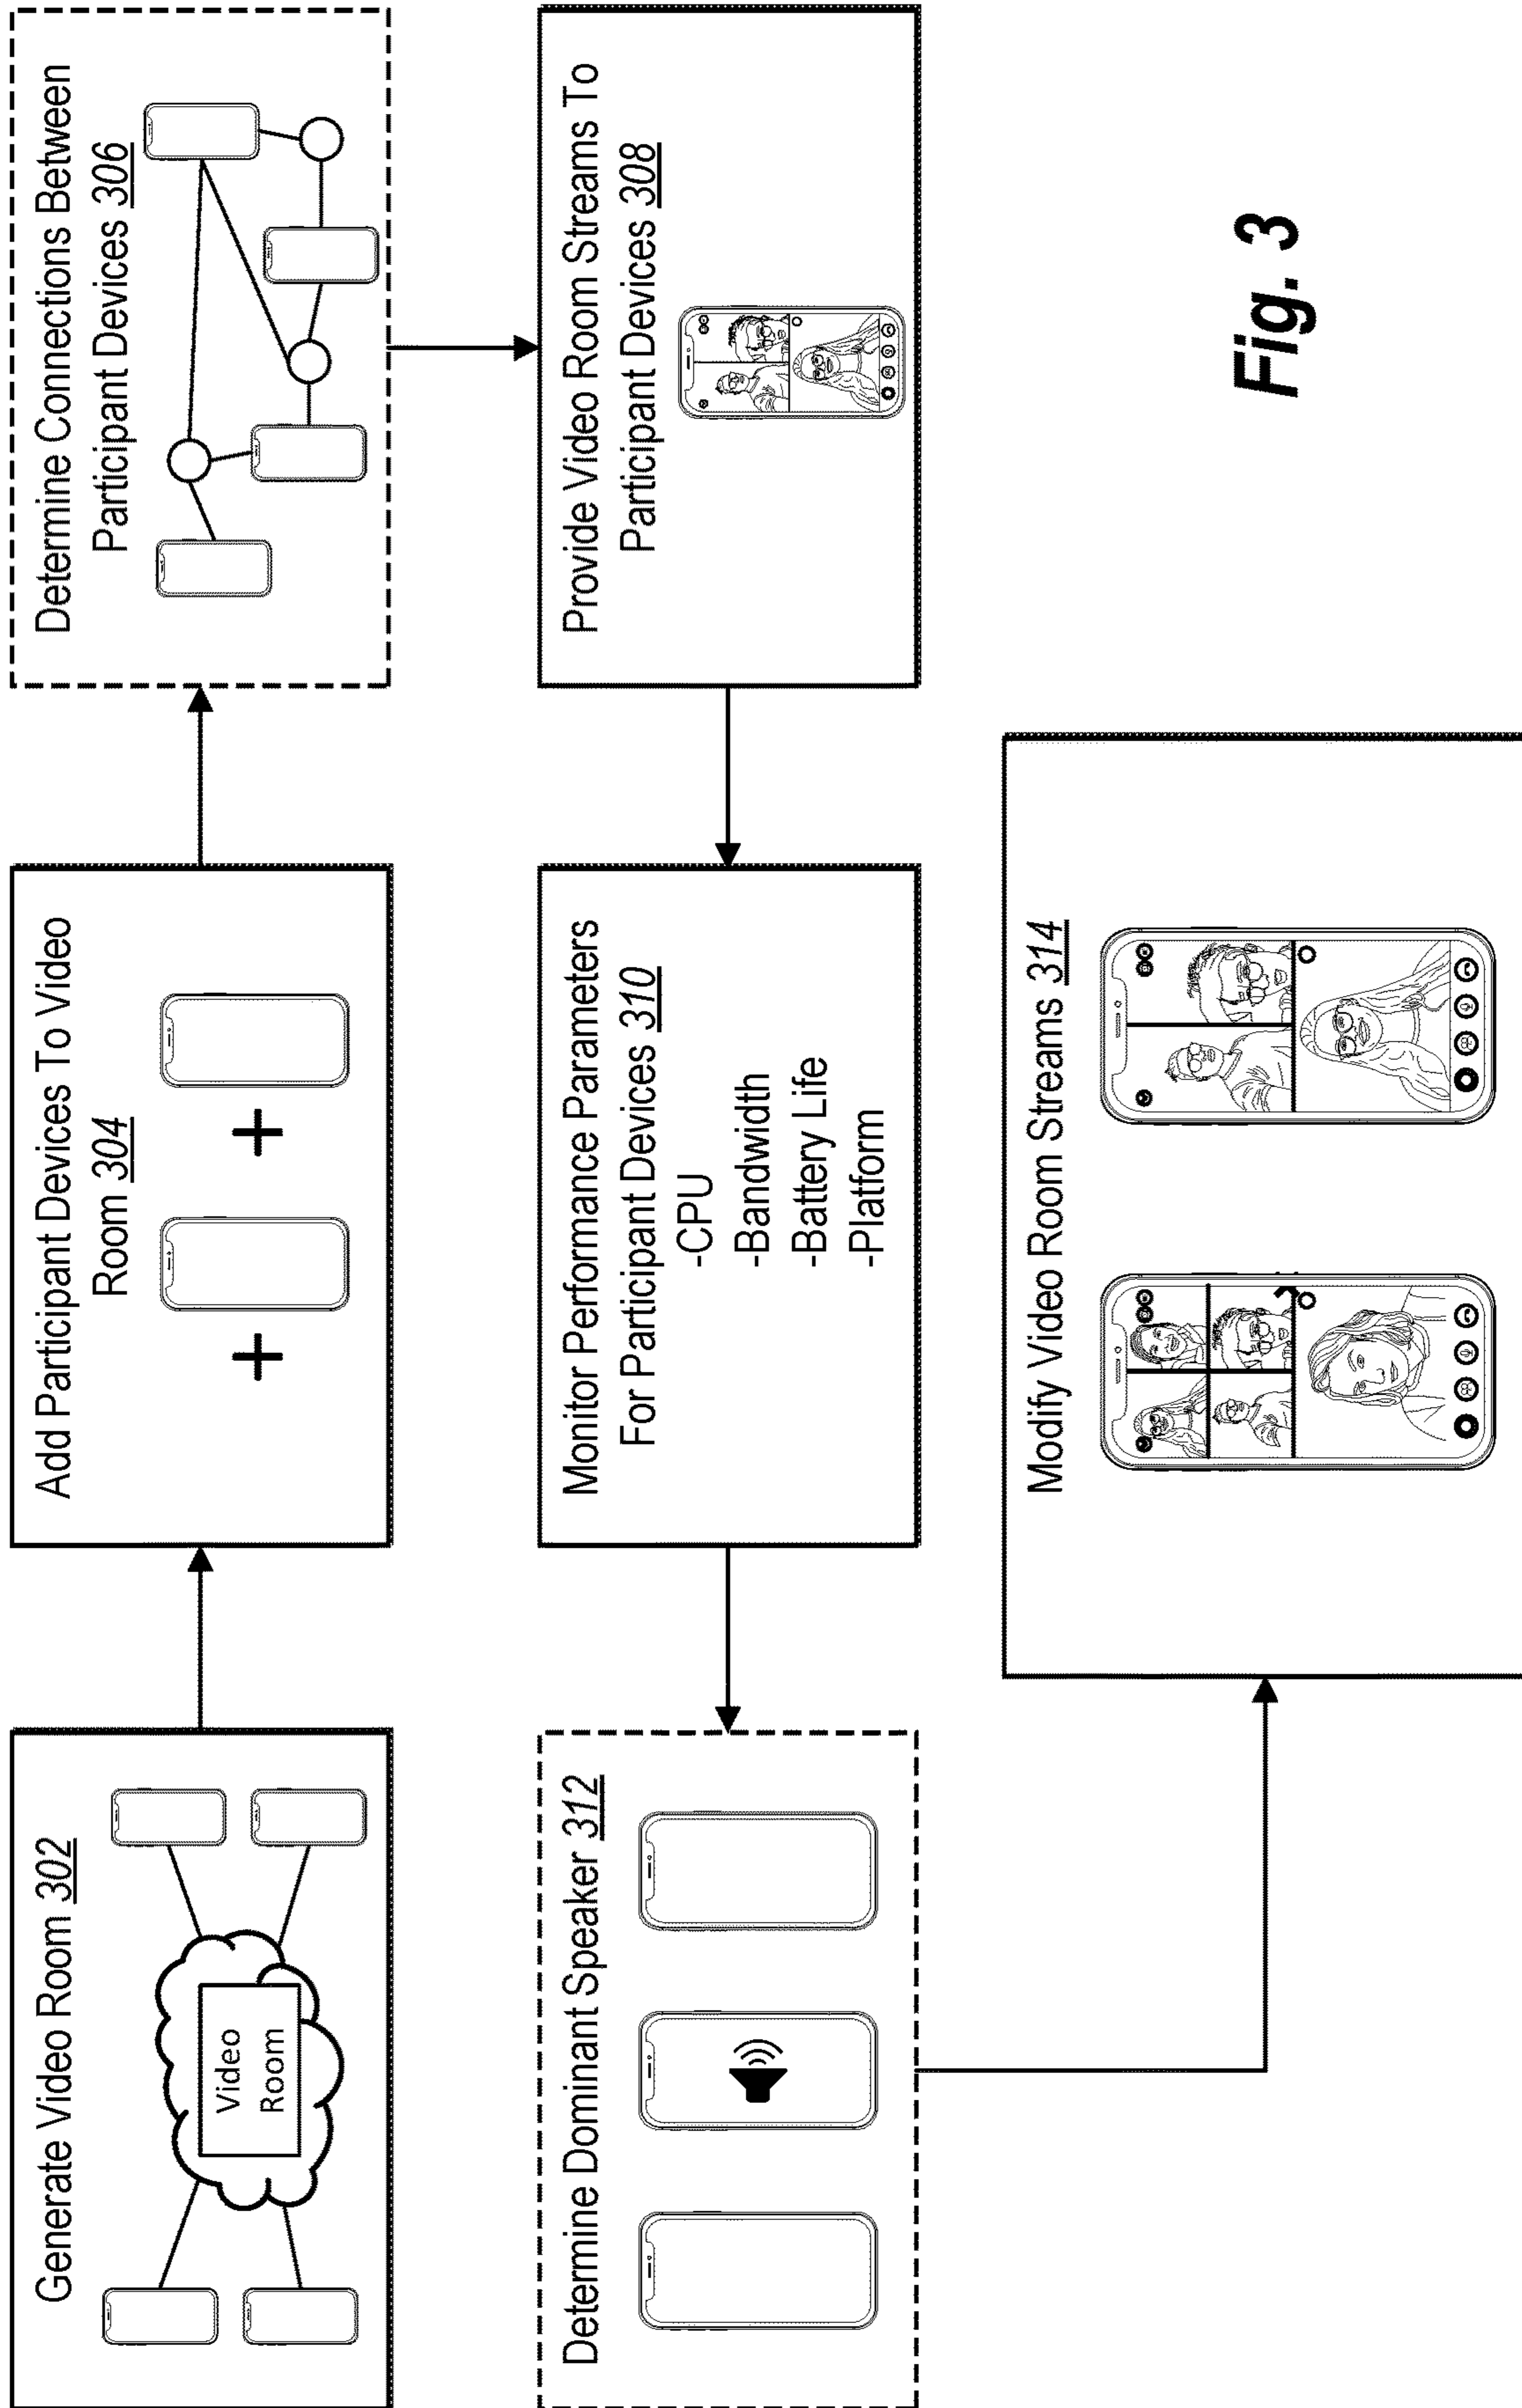 Generate Video Room 302
Video
Room
Add Participant Devices To Video
Room 304
+
+
Determine Connections Between
Participant Devices 306
Provide Video Room Streams To
Participant Devices 308
Monitor Performance Parameters
For Participant Devices 310
-CPU
-Bandwidth
-Battery Life
-Platform
Determine Dominant Speaker 312
Modify Video Room Streams 314
Fig. 3